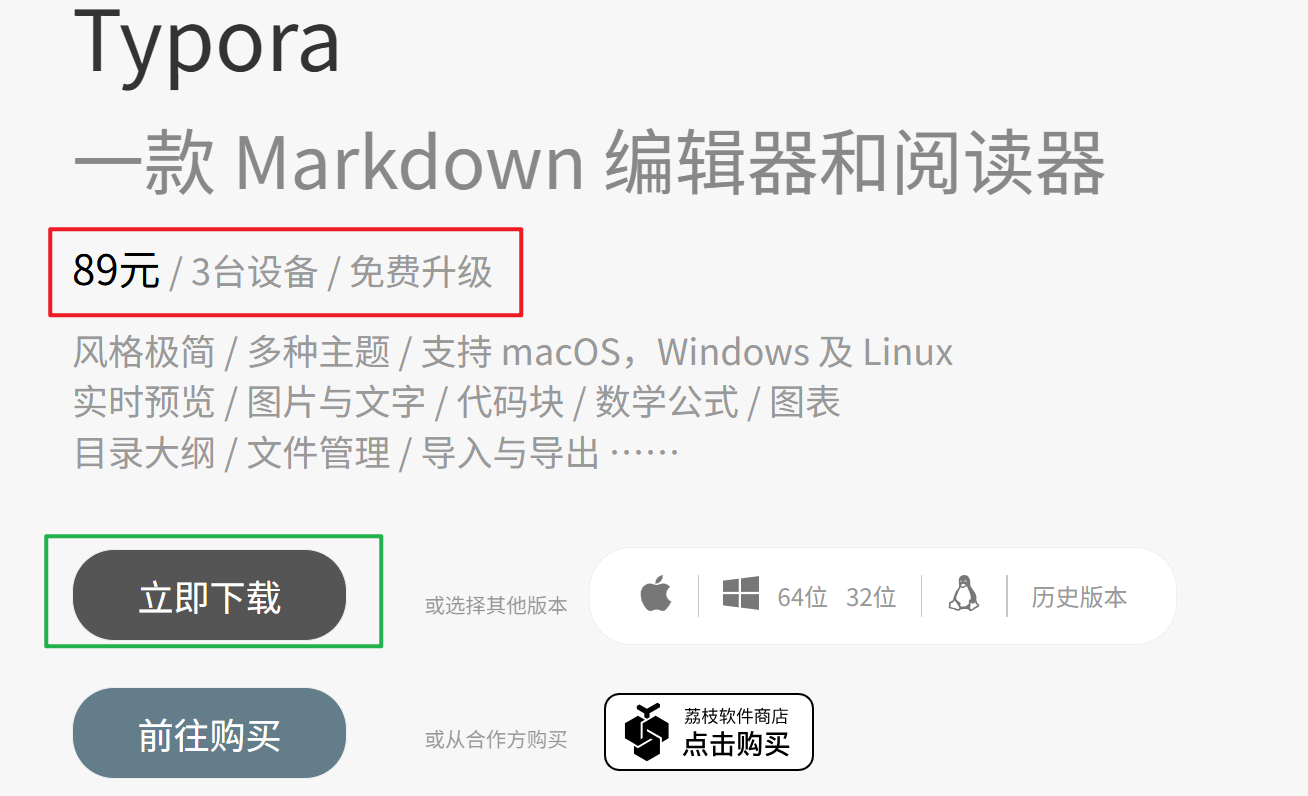 Typora
一款 Markdown 编辑器和阅读器
89元 / 3台设备 / 免费升级
风格极简 / 多种主题 / 支持 macOS，Windows 及 Linux
实时预览 / 图片与文字 / 代码块 / 数学公式 / 图表
目录大纲 / 文件管理 / 导入与导出 ⋯⋯
立即下载
或选择其他版本
64位 32位
历史版本
前往购买
或从合作方购买
荔枝软件商店
点击购买